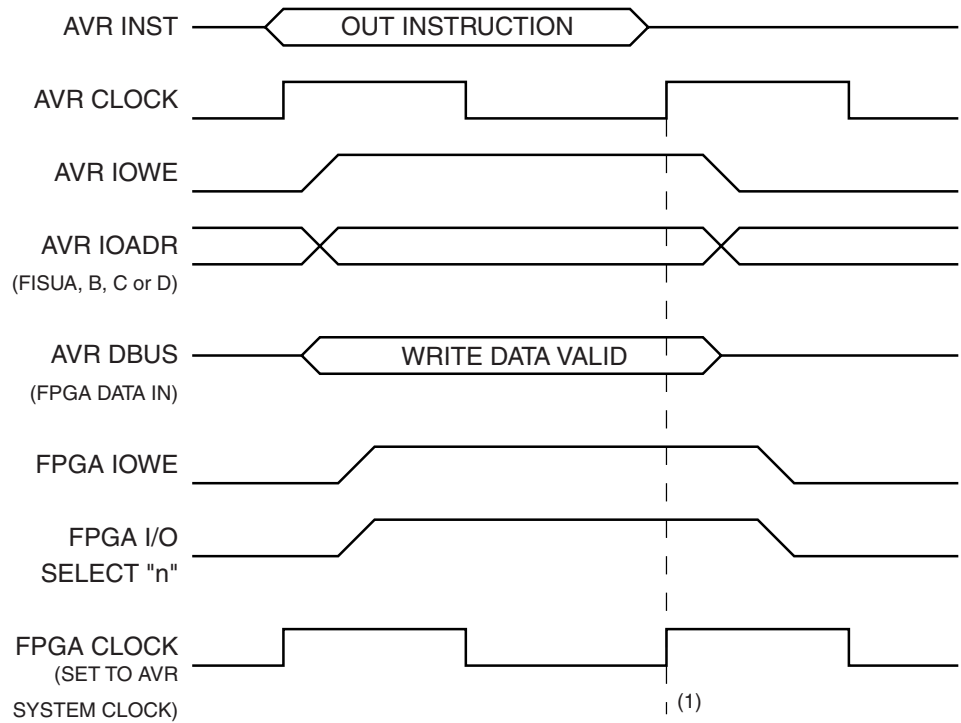 AVR INST
OUT INSTRUCTION
AVR CLOCK
AVR IOWE
AVR IOADR
(FISUA, B, C or D)
AVR DBUS
WRITE DATA VALID
(FPGA DATA IN)
FPGA IOWE
FPGA I/O
SELECT "n"
FPGA CLOCK
(SET TO AVR
SYSTEM CLOCK)
(1)